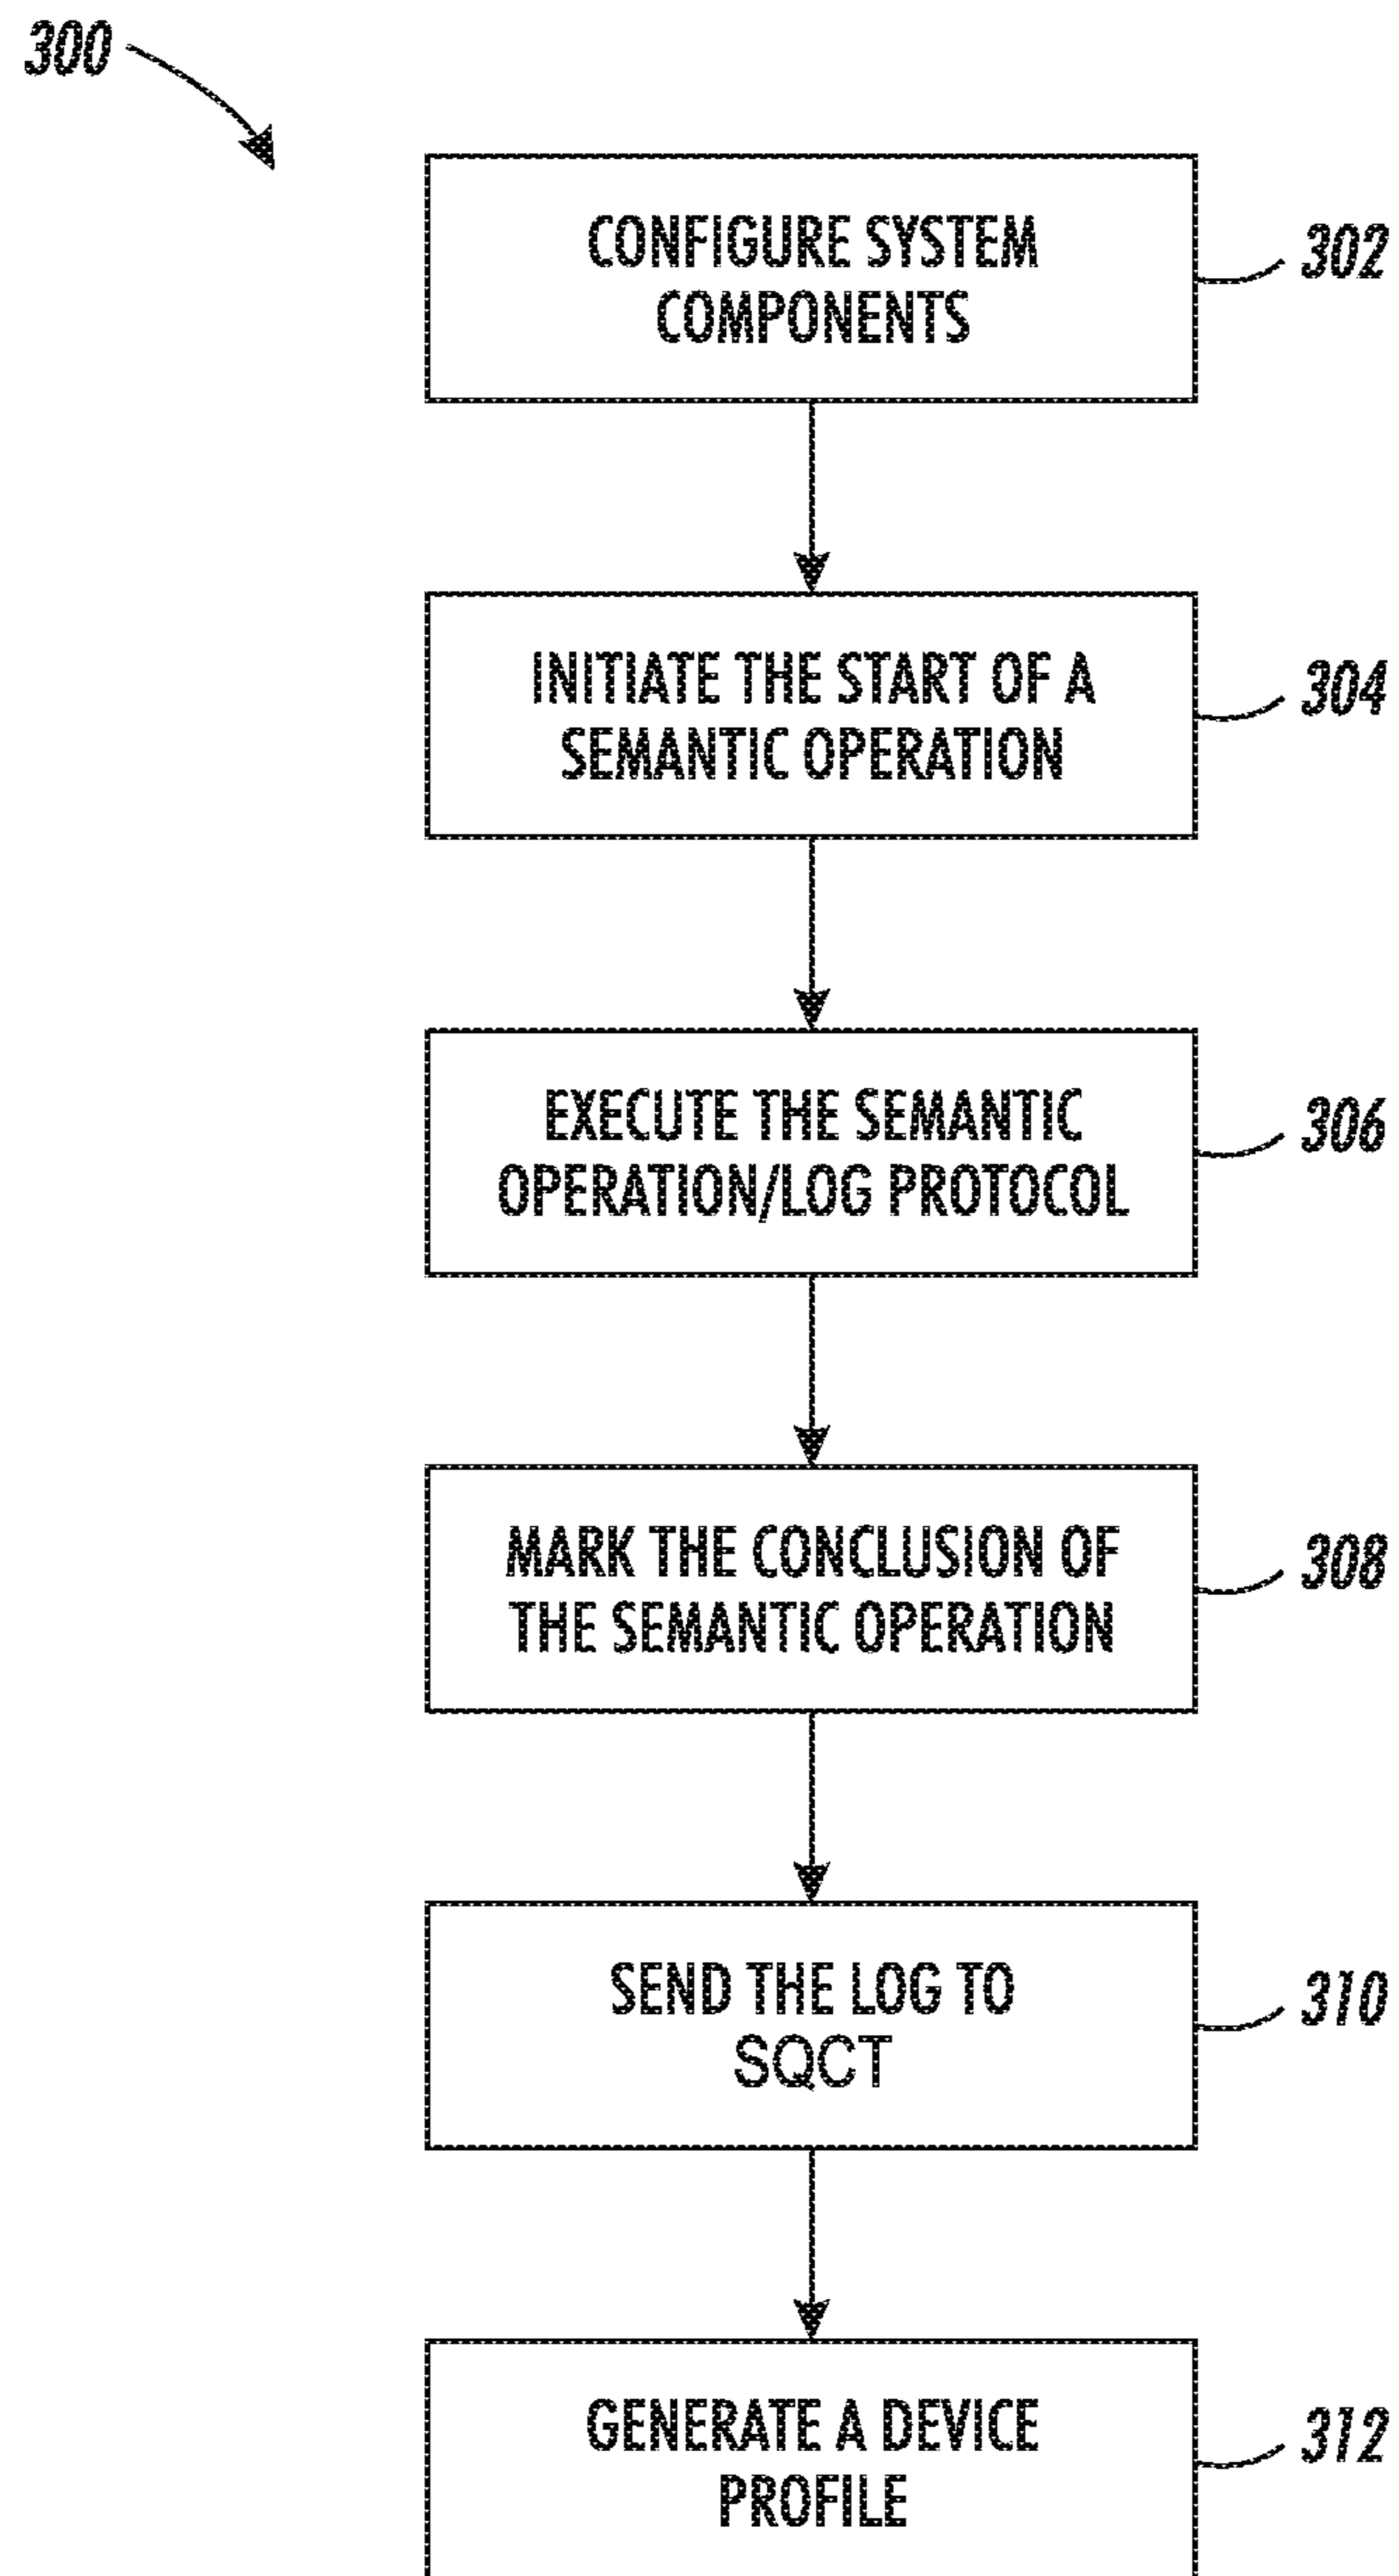 300
CONFIGURE SYSTEM
COMPONENTS
302
INITIATE THE START OF A
SEMANTIC OPERATION
304
EXECUTE THE SEMANTIC
OPERATION/LOG PROTOCOL
306
MARK THE CONCLUSION OF
THE SEMANTIC OPERATION
308
SEND THE LOG TO
SQCT
310
GENERATE A DEVICE
PROFILE
312